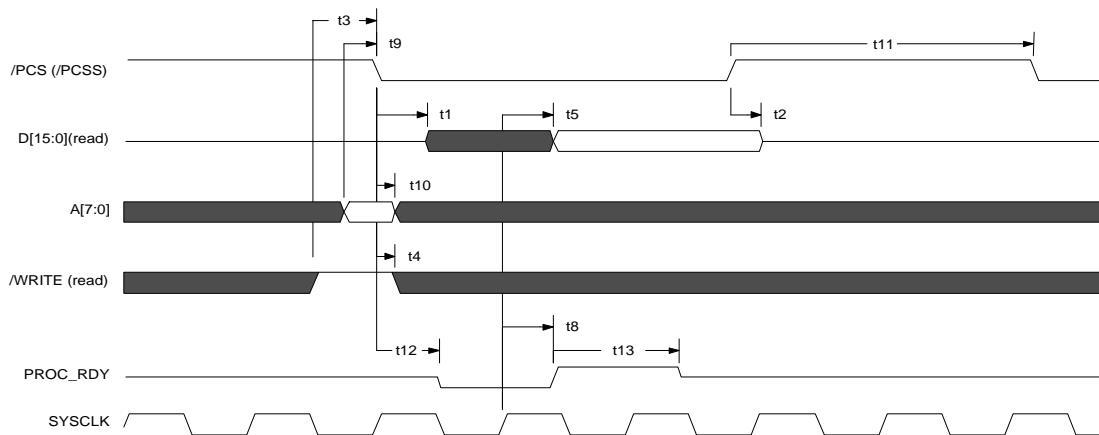 t3
t9
t11
/PCS (/PCSS)
t1
t5
t2
D[15:0](read)
t10
A[7:0]
t4
/WRITE (read)
t8
t12
t13
PROC_RDY
SYSCLK